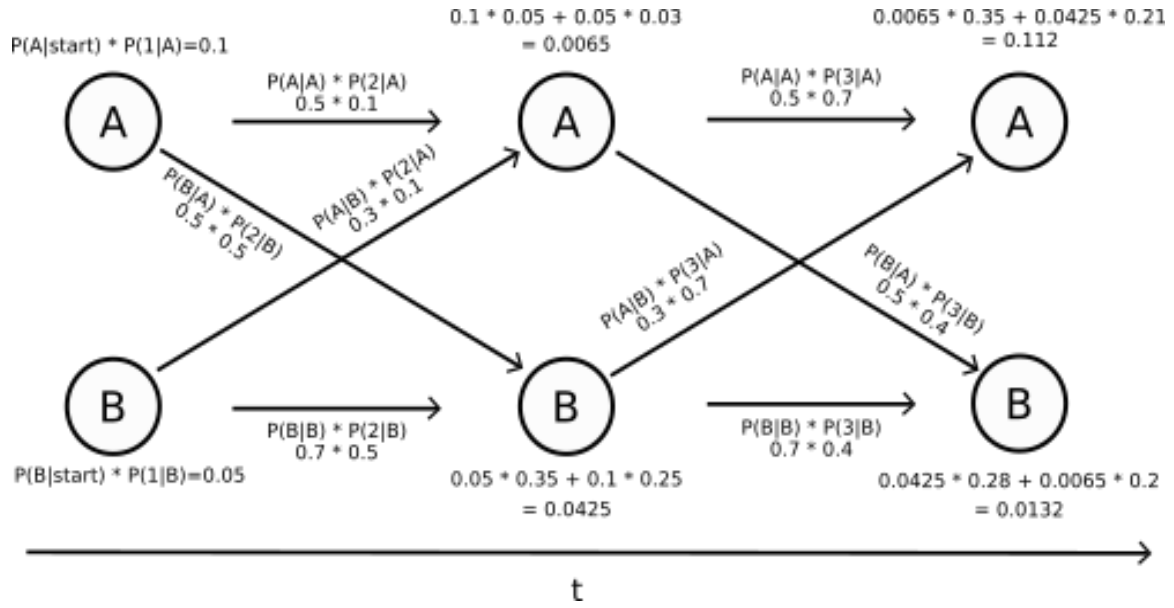 0.1 * 0.05 + 0.05 * 0.03
= 0.0065
0.0065 * 0.35 + 0.0425 * 0.21
= 0.112
P(A|start) * P(1|A)=0.1
P(A|A) * P(2|A)
0.5 * 0.1
P(A|A) * P(3|A)
0.5 * 0.7
A
A
A
P(B|A) * P(2|B)
0.5 * 0.5
P(A|B) * P(2|A)
0.3 * 0.1
P(A|B) * P(3|A)
0.3 * 0.7
P(B|A) * P(3|B)
0.5 * 0.4
B
B
B
P(B|B) * P(2|B)
0.7 * 0.5
P(B|B) * P(3|B)
0.7 * 0.4
P(B|start) * P(1|B)=0.05
0.05 * 0.35 + 0.1 * 0.25
= 0.0425
0.0425 * 0.28 + 0.0065 * 0.2
= 0.0132
t